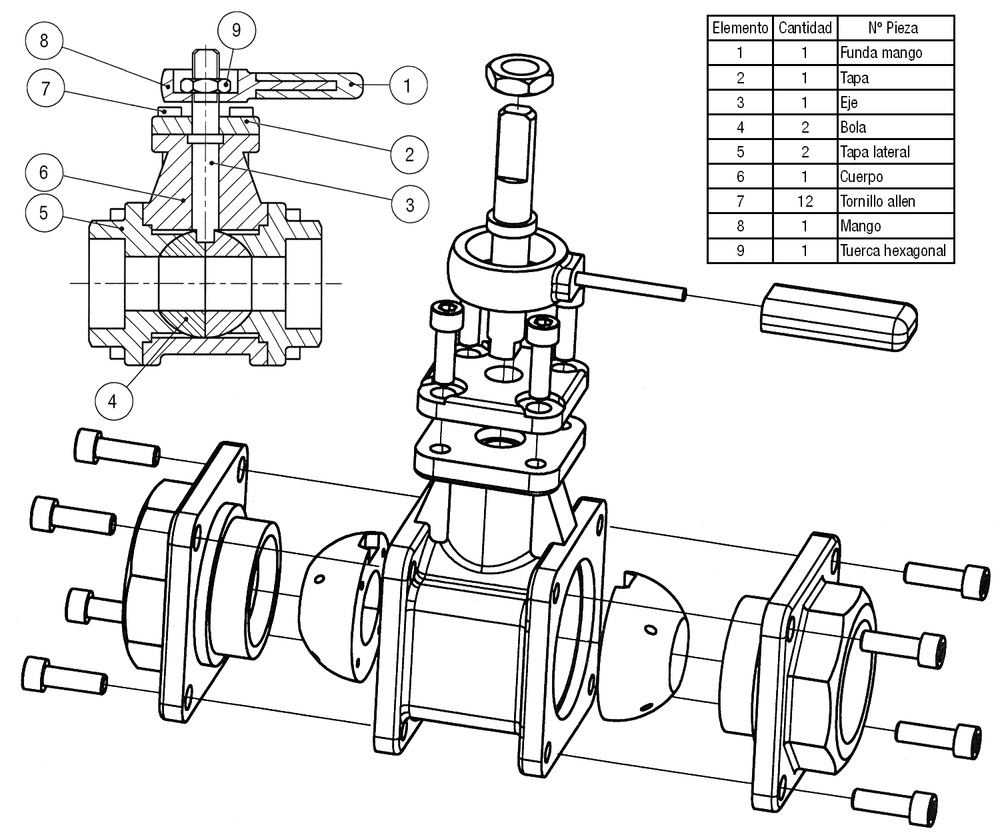 9
8
7
1
2
6
3
5
4
Elemento Cantidad Nº Pieza
1 1 Funda mango
2 1 Tapa
3 1 Eje
4 2 Bola
5 2 Tapa lateral
6 1 Cuerpo
7 12 Tornillo allen
8 1 Mango
9 1 Tuerca hexagonal